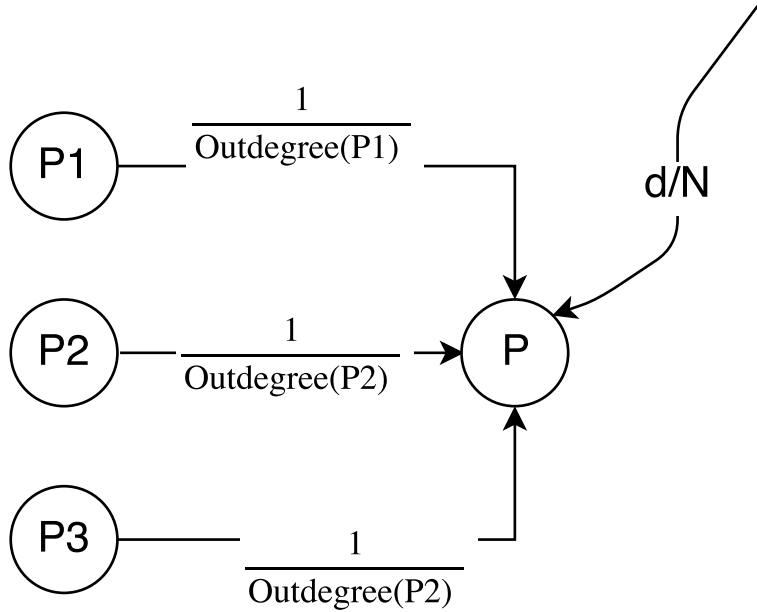 1
P1
Outdegree(P1)
d/N
1
P2
P
Outdegree(P2)
P3
1
Outdegree(P2)